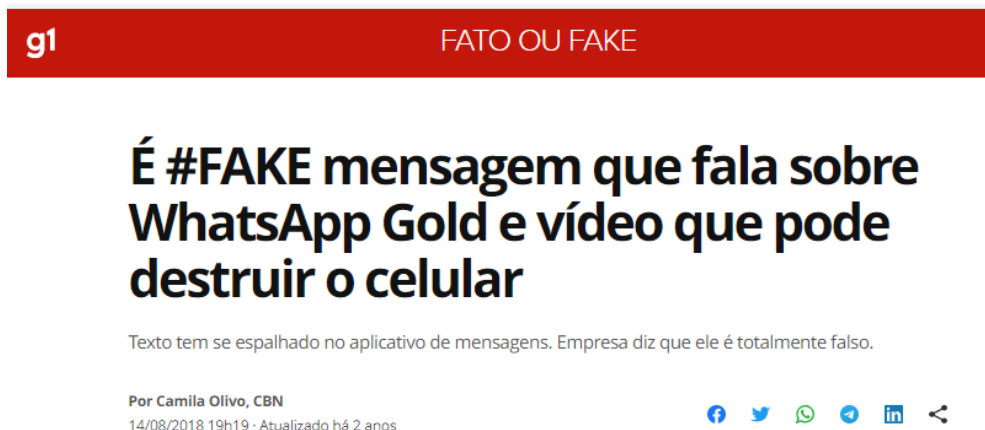 g1
FATO OU FAKE
É #FAKE mensagem que fala sobre
WhatsApp Gold e vídeo que pode
destruir o celular
Texto tem se espalhado no aplicativo de mensagens. Empresa diz que ele é totalmente falso.
Por Camila Olivo, CBN
14/08/2018 19h19 · Atualizado há 2 anos
in